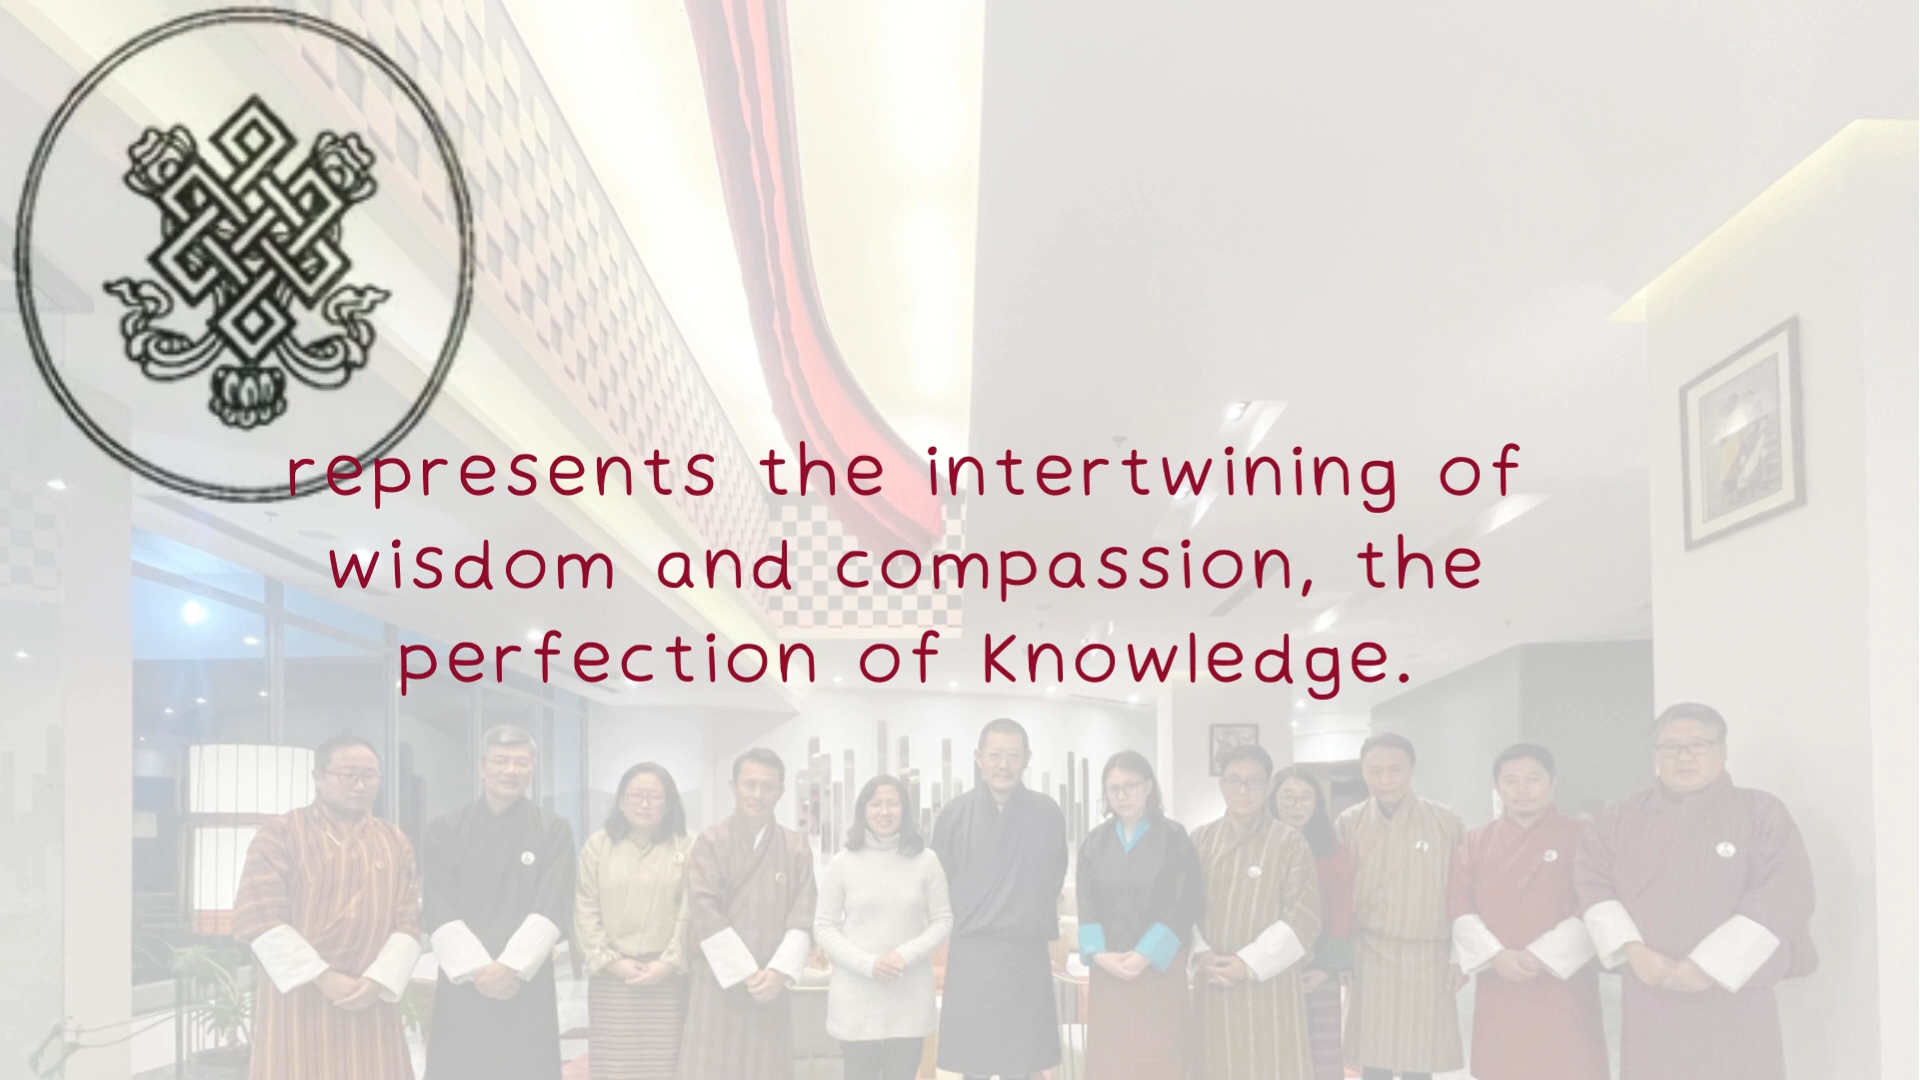 represents the intertwining of
wisdom and compassion, the
perfection of Knowledge.